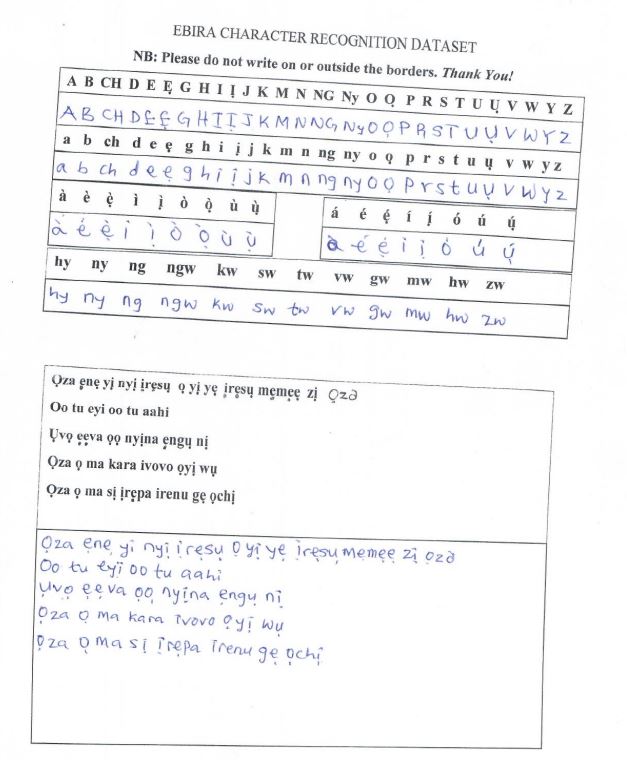 EBIRA CHARACTER RECOGNITION DATASET
NB: Please do not write on or outside the borders. Thank You!
A B CH D E Ẹ G H I Ị J K M N NG Ny O Ọ P R S T U Ụ V W Y Z
A B CH D E Ẹ G H I Ị J K M N NG Ny O Ọ P R S T U Ụ V W Y Z
a b ch d e ẹ g h i ị j k m n ng ny o ọ p r s t u ụ v w y z
a b ch d e ẹ g h i ị j k m n ng ny o ọ p r s t u ụ v w y z
à è ẹ̀ ì ị̀ ò ọ̀ ù ụ̀
á é ẹ́ í ị́ ó ú ụ́
à é ẹ̀ i ị̀ ò ọ̀ ù ụ̀
à é ẹ́ i ị ó ú ụ́
hy ny ng ngw kw sw tw vw gw mw hw zw
hy ny ng ngw kw sw tw vw gw mw hw zw
Ọza ẹnẹ yị nyị ịrẹsụ ọ yị yẹ ịrẹsụ mẹmẹẹ zị ọza
Oo tu eyi oo tu aahi
Ụvọ ẹẹva ọọ nyịna ẹngụ nị
Ọza ọ ma kara ivovo ọyị wụ
Ọza ọ ma sị ịrẹpa irenu gẹ ọchị
Ọza ẹnẹ yị nyị ịrẹsụ ọ yị yẹ ịrẹsụ memẹẹ zị ọza
Oo tu eyi oo tu aahi
Ụvọ ẹẹva ọọ nyịna ẹngụ nị
Ọza ọ ma kara ivovo ọyị wụ
Ọza ọ ma sị ịrẹpa irenu gẹ ọchị